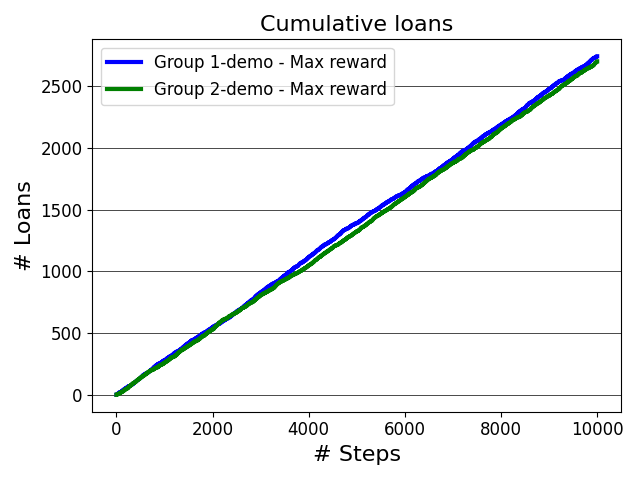 Cumulative loans
Group 1-demo - Max reward
Group 2-demo - Max reward
# Loans
2500
2000
1500
1000
500
0
0 2000 4000 6000 8000 10000
# Steps